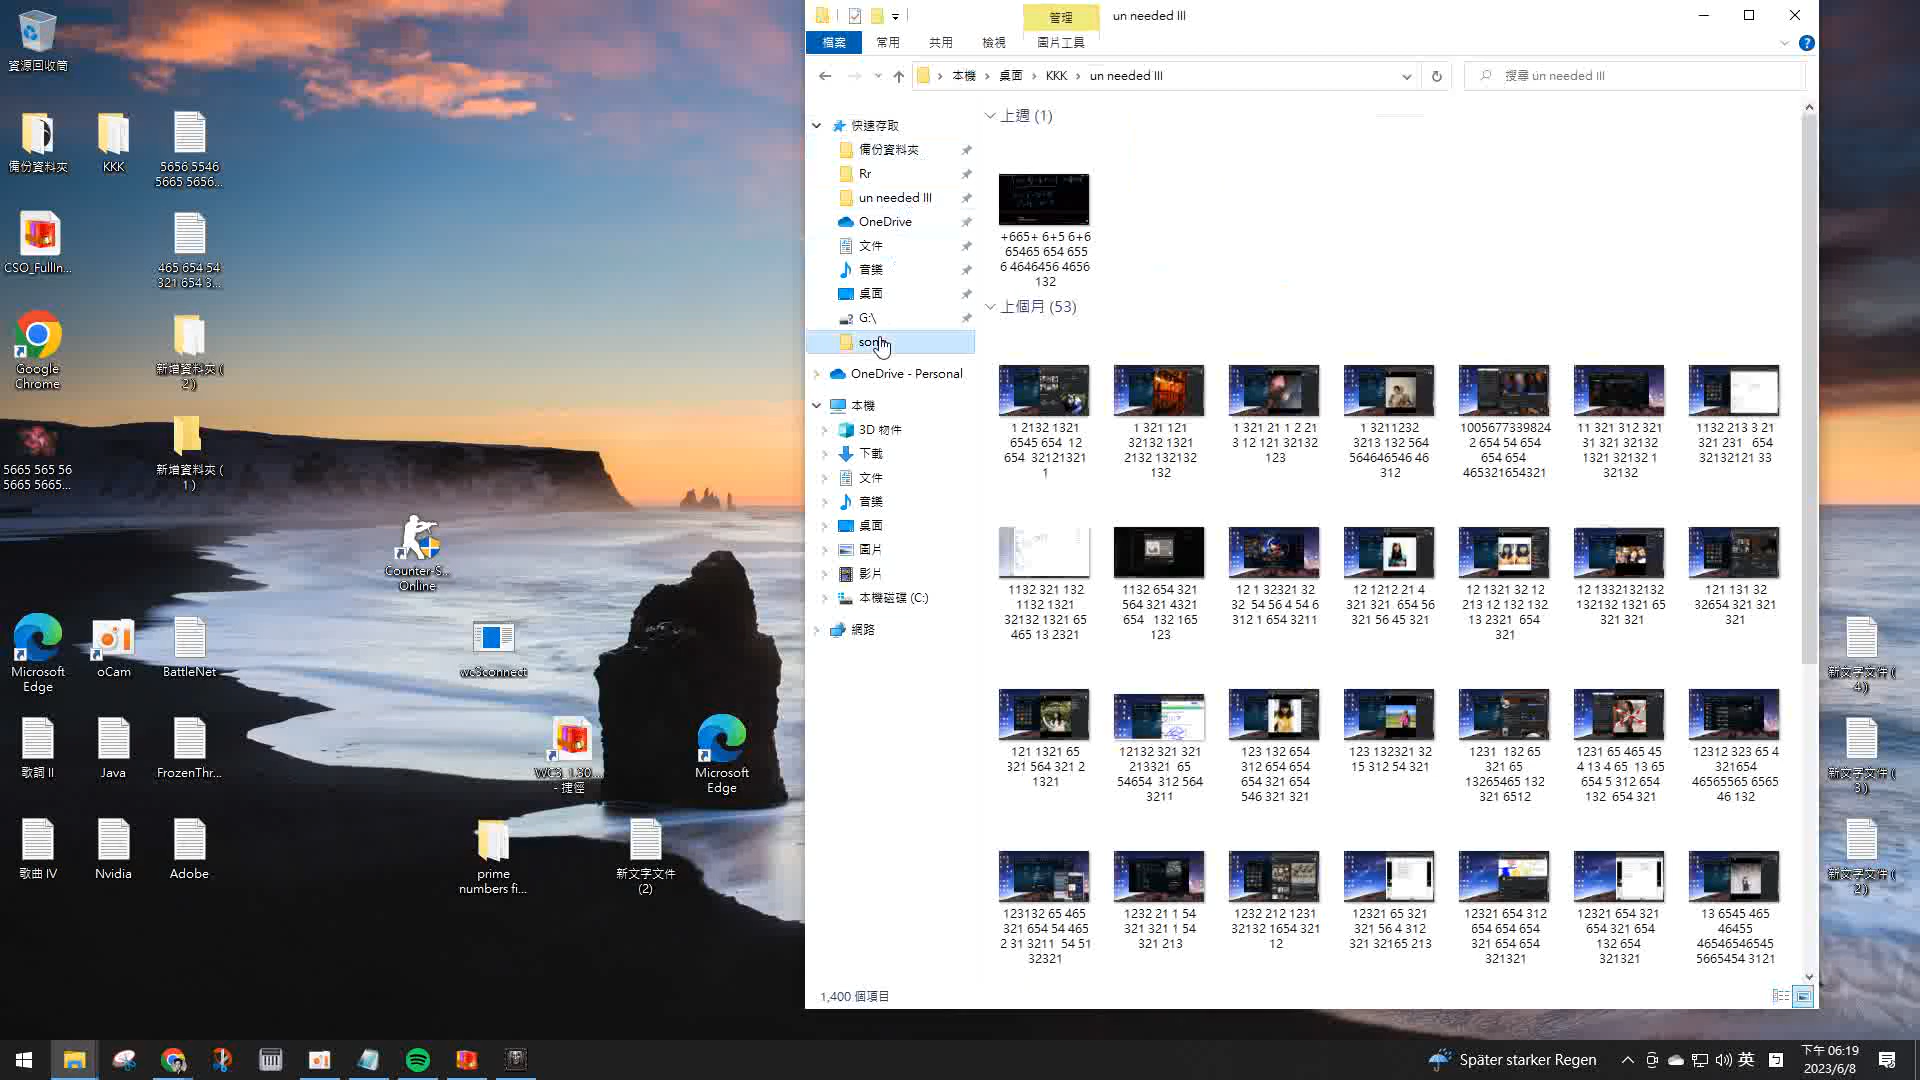 資源回收筒
備份資料夾
KKK
5656 5546
5665 5656...
CSO_FullIn...
465 654 54
321 654 3...
Google
Chrome
新增資料夾 (
2 )
5665 565 56
5665 5665...
新增資料夾 (
1 )
Counter-S...
Online
Microsoft
Edge
oCam
BattleNet
wc3connect
歌詞 II
Java
FrozenThr...
WC3_1.30....
- 捷徑
Microsoft
Edge
歌曲 IV
Nvidia
Adobe
prime
numbers fi...
新文字文件
(2)
管理
un needed III
檔案
常用
共用
檢視
圖片工具
本機
桌面
KKK
un needed III
搜尋 un needed III
快速存取
備份資料夾
Rr
un needed III
OneDrive
文件
音樂
桌面
G:\
OneDrive - Personal
本機
3D 物件
下載
文件
音樂
桌面
圖片
影片
本機磁碟 (C:)
網路
上週 (1)
+665+ 6+5 6+6
65465 654 655
6 4646456 4656
132
上個月 (53)
1 2132 1321
6545 654 12
654 32121321
1
1 321 121
32132 1321
2132 132132
132
1 321 21 1 2 21
3 12 121 32132
123
1 3211232
3213 132 564
564646546 46
312
1005677339824
2 654 54 654
654 654
465321654321
11 321 312 321
31 321 32132
1321 32132 1
32132
1132 213 3 21
321 231 654
32132121 33
1132 321 132
1132 1321
32132 1321 65
465 13 2321
1132 654 321
564 321 4321
654 132 165
123
12 1 32321 32
32 54 56 4 54 6
312 1 654 3211
12 1212 21 4
321 321 654 56
321 56 45 321
12 1321 32 12
213 12 132 132
13 2321 654
321
12 1332132132
132132 1321 65
321 321
121 131 32
32654 321 321
321
121 1321 65
321 564 321 2
1321
12132 321 321
213321 65
54654 312 564
3211
123 132 654
312 654 654
654 321 654
546 321 321
123 132321 32
15 312 54 321
1231 132 65
321 65
13265465 132
321 6512
1231 65 465 45
4 13 4 65 13 65
654 5 312 654
132 654 321
12312 323 65 4
321654
46565565 6565
46 132
123132 65 465
321 654 54 465
2 31 3211 54 51
32321
1232 21 1 54
321 321 1 54
321 213
1232 212 1231
32132 1654 321
12
12321 65 321
321 56 4 312
321 32165 213
12321 654 312
654 654 654
321 654 654
321321
12321 654 321
654 321 654
132 654
321321
13 6545 465
46455
46546546545
5665454 3121
1,400 個項目
新文字文件 (
4)
新文字文件 (
3 )
新文字文件 (
2)
Später starker Regen
英
下午 06:19
2023/6/8